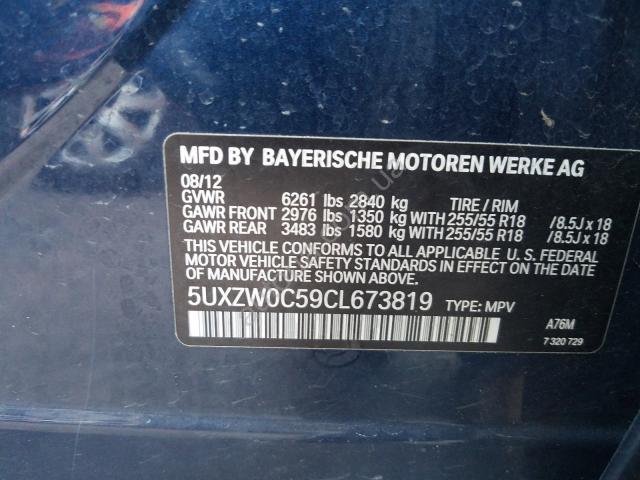 MFD BY BAYERISCHE MOTOREN WERKE AG
08/12
GVWR 6261 lbs 2840 kg TIRE / RIM
GAWR FRONT 2976 lbs 1350 kg WITH 255/55 R18 /8.5J x 18
GAWR REAR 3483 lbs 1580 kg WITH 255/55 R18 /8.5J x 18
THIS VEHICLE CONFORMS TO ALL APPLICABLE U. S. FEDERAL
MOTOR VEHICLE SAFETY STANDARDS IN EFFECT ON THE DATE OF
MANUFACTURE SHOWN ABOVE.
5UXZW0C59CL673819 TYPE: MPV
A76M
7 320 729